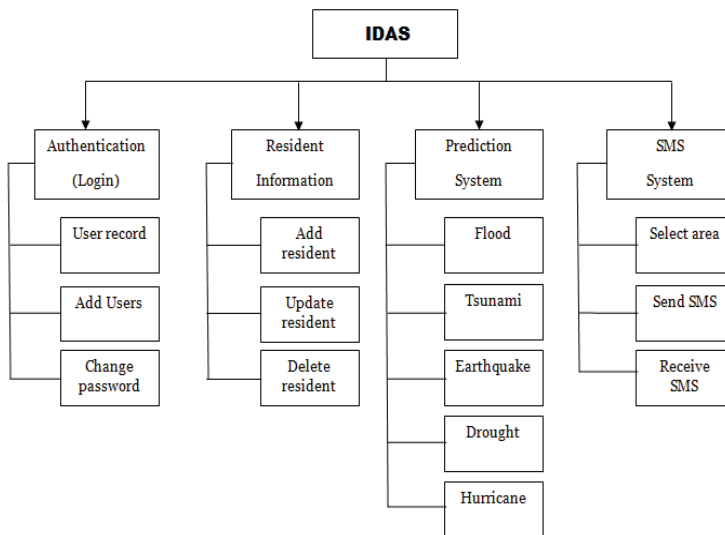 IDAS
Authentication
(Login)
User record
Add Users
Change
password
Resident
Information
Add
resident
Update
resident
Delete
resident
Prediction
System
Flood
Tsunami
Earthquake
Drought
Hurricane
SMS
System
Select area
Send SMS
Receive
SMS